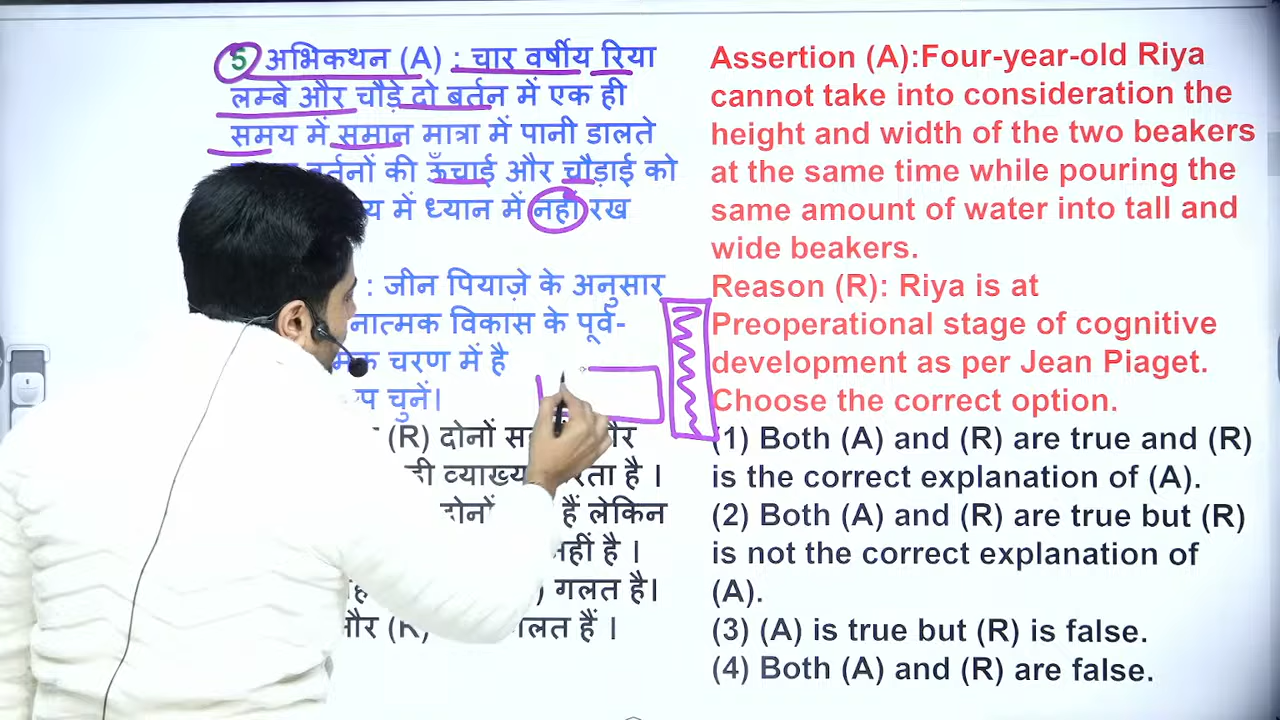 5 अभिकथन (A) : चार वर्षीय रिया
लम्बे और चौड़े दो बर्तन में एक ही
समय में समान मात्रा में पानी डालते
बर्तनों की ऊँचाई और चौड़ाई को
में ध्यान में नहीं रख
: जीन पियाज़े के अनुसार
विकास के पूर्व-
चरण में है
चुनें।
(R) दोनों
है ।
दोनों हैं लेकिन
नहीं है ।
गलत है।
और (R) गलत हैं ।
Assertion (A):Four-year-old Riya
cannot take into consideration the
height and width of the two beakers
at the same time while pouring the
same amount of water into tall and
wide beakers.
Reason (R): Riya is at
Preoperational stage of cognitive
development as per Jean Piaget.
Choose the correct option.
(1) Both (A) and (R) are true and (R)
is the correct explanation of (A).
(2) Both (A) and (R) are true but (R)
is not the correct explanation of
(A).
(3) (A) is true but (R) is false.
(4) Both (A) and (R) are false.